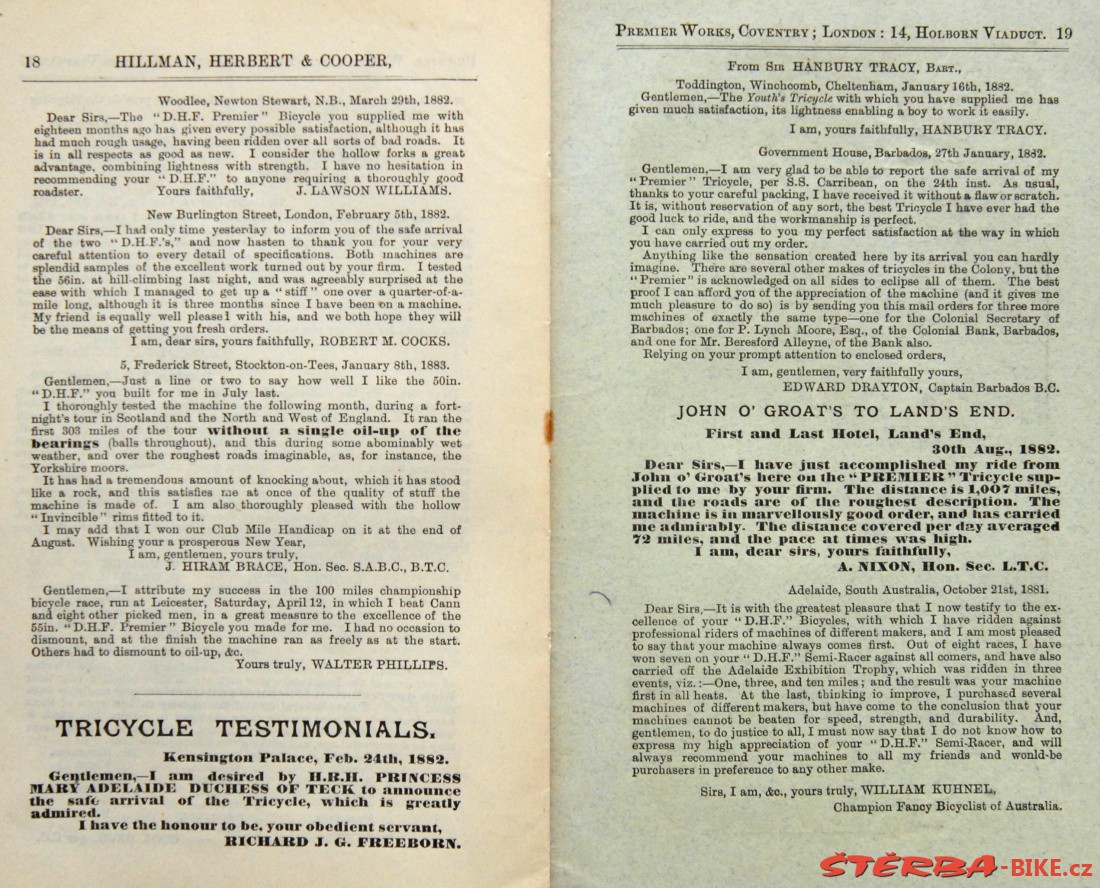 18 HILLMAN, HERBERT & COOPER,
Woodlee, Newton Stewart, N.B., March 29th, 1882.
Dear Sirs,—The "D.H.F. Premier" Bicycle you supplied me with
eighteen months ago has given every possible satisfaction, although it has
had much rough usage, having been ridden over all sorts of bad roads. It
is in all respects as good as new. I consider the hollow forks a great
advantage, combining lightness with strength. I have no hesitation in
recommending your "D.H.F." to anyone requiring a thoroughly good
roadster. Yours faithfully, J. LAWSON WILLIAMS.
New Burlington Street, London, February 5th, 1882.
Dear Sirs,—I had only time yesterday to inform you of the safe arrival
of the two "D.H.F.'s," and now hasten to thank you for your very
careful attention to every detail of specifications. Both machines are
splendid samples of the excellent work turned out by your firm. I tested
the 56in. at hill-climbing last night, and was agreeably surprised at the
ease with which I managed to get up a "stiff" one over a quarter-of-a-
mile long, although it is three months since I have been on a machine.
My friend is equally well pleased with his, and we both hope they will
be the means of getting you fresh orders.
I am, dear sirs, yours faithfully, ROBERT M. COCKS.
5, Frederick Street, Stockton-on-Tees, January 8th, 1883.
Gentlemen,—Just a line or two to say how well I like the 50in.
"D.H.F." you built for me in July last.
I thoroughly tested the machine the following month, during a fort-
night's tour in Scotland and the North and West of England. It ran the
first 303 miles of the tour without a single oil-up of the
bearings (balls throughout), and this during some abominably wet
weather, and over the roughest roads imaginable, as, for instance, the
Yorkshire moors.
It has had a tremendous amount of knocking about, which it has stood
like a rock, and this satisfies me at once of the quality of stuff the
machine is made of. I am also thoroughly pleased with the hollow
"Invincible" rims fitted to it.
I may add that I won our Club Mile Handicap on it at the end of
August. Wishing your a prosperous New Year,
I am, gentlemen, yours truly,
J. HIRAM BRACE, Hon. Sec. S.A.B.C., B.T.C.
Gentlemen,—I attribute my success in the 100 miles championship
bicycle race, run at Leicester, Saturday, April 12, in which I beat Cann
and eight other picked men, in a great measure to the excellence of the
55in. "D.H.F. Premier" Bicycle you made for me. I had no occasion to
dismount, and at the finish the machine ran as freely as at the start.
Others had to dismount to oil-up, &c.
Yours truly, WALTER PHILLIPS.
TRICYCLE TESTIMONIALS.
Kensington Palace, Feb. 24th, 1882.
Gentlemen,—I am desired by H.R.H. PRINCESS
MARY ADELAIDE DUCHESS OF TECK to announce
the safe arrival of the Tricycle, which is greatly
admired.
I have the honour to be, your obedient servant,
RICHARD J. G. FREEBORN.
PREMIER WORKS, COVENTRY; LONDON: 14, HOLBORN VIADUCT. 19
From SIR HANBURY TRACY, BART.,
Toddington, Winchcomb, Cheltenham, January 16th, 1882.
Gentlemen,—The Youth's Tricycle with which you have supplied me has
given much satisfaction, its lightness enabling a boy to work it easily.
I am, yours faithfully, HANBURY TRACY.
Government House, Barbados, 27th January, 1882.
Gentlemen,—I am very glad to be able to report the safe arrival of my
"Premier" Tricycle, per S.S. Carribean, on the 24th inst. As usual,
thanks to your careful packing, I have received it without a flaw or scratch.
It is, without reservation of any sort, the best Tricycle I have ever had the
good luck to ride, and the workmanship is perfect.
I can only express to you my perfect satisfaction at the way in which
you have carried out my order.
Anything like the sensation created here by its arrival you can hardly
imagine. There are several other makes of tricycles in the Colony, but the
"Premier" is acknowledged on all sides to eclipse all of them. The best
proof I can afford you of the appreciation of the machine (and it gives me
much pleasure to do so) is by sending you this mail orders for three more
machines of exactly the same type—one for the Colonial Secretary of
Barbados; one for P. Lynch Moore, Esq., of the Colonial Bank, Barbados,
and one for Mr. Beresford Alleyne, of the Bank also.
Relying on your prompt attention to enclosed orders,
I am, gentlemen, very faithfully yours,
EDWARD DRAYTON, Captain Barbados B.C.
JOHN O' GROAT'S TO LAND'S END.
First and Last Hotel, Land's End,
30th Aug., 1882.
Dear Sirs,—I have just accomplished my ride from
John o' Groat's here on the "PREMIER" Tricycle sup-
plied to me by your firm. The distance is 1,007 miles,
and the roads are of the roughest description. The
machine is in marvellously good order, and has carried
me admirably. The distance covered per day averaged
72 miles, and the pace at times was high.
I am, dear sirs, yours faithfully,
A. NIXON, Hon. Sec. L.T.C.
Adelaide, South Australia, October 21st, 1881.
Dear Sirs,—It is with the greatest pleasure that I now testify to the ex-
cellence of your "D.H.F." Bicycles, with which I have ridden against
professional riders of machines of different makers, and I am most pleased
to say that your machine always comes first. Out of eight races, I have
won seven on your "D.H.F." Semi-Racer against all comers, and have also
carried off the Adelaide Exhibition Trophy, which was ridden in three
events, viz.:—One, three, and ten miles; and the result was your machine
first in all heats. At the last, thinking io improve, I purchased several
machines of different makers, but have come to the conclusion that your
machines cannot be beaten for speed, strength, and durability. And,
gentlemen, to do justice to all, I must now say that I do not know how to
express my high appreciation of your "D.H.F." Semi-Racer, and will
always recommend your machines to all my friends and would-be
purchasers in preference to any other make.
Sirs, I am, &c., yours truly, WILLIAM KUHNEL,
Champion Fancy Bicyclist of Australia.
ŠTĚRBA-BIKE.cz